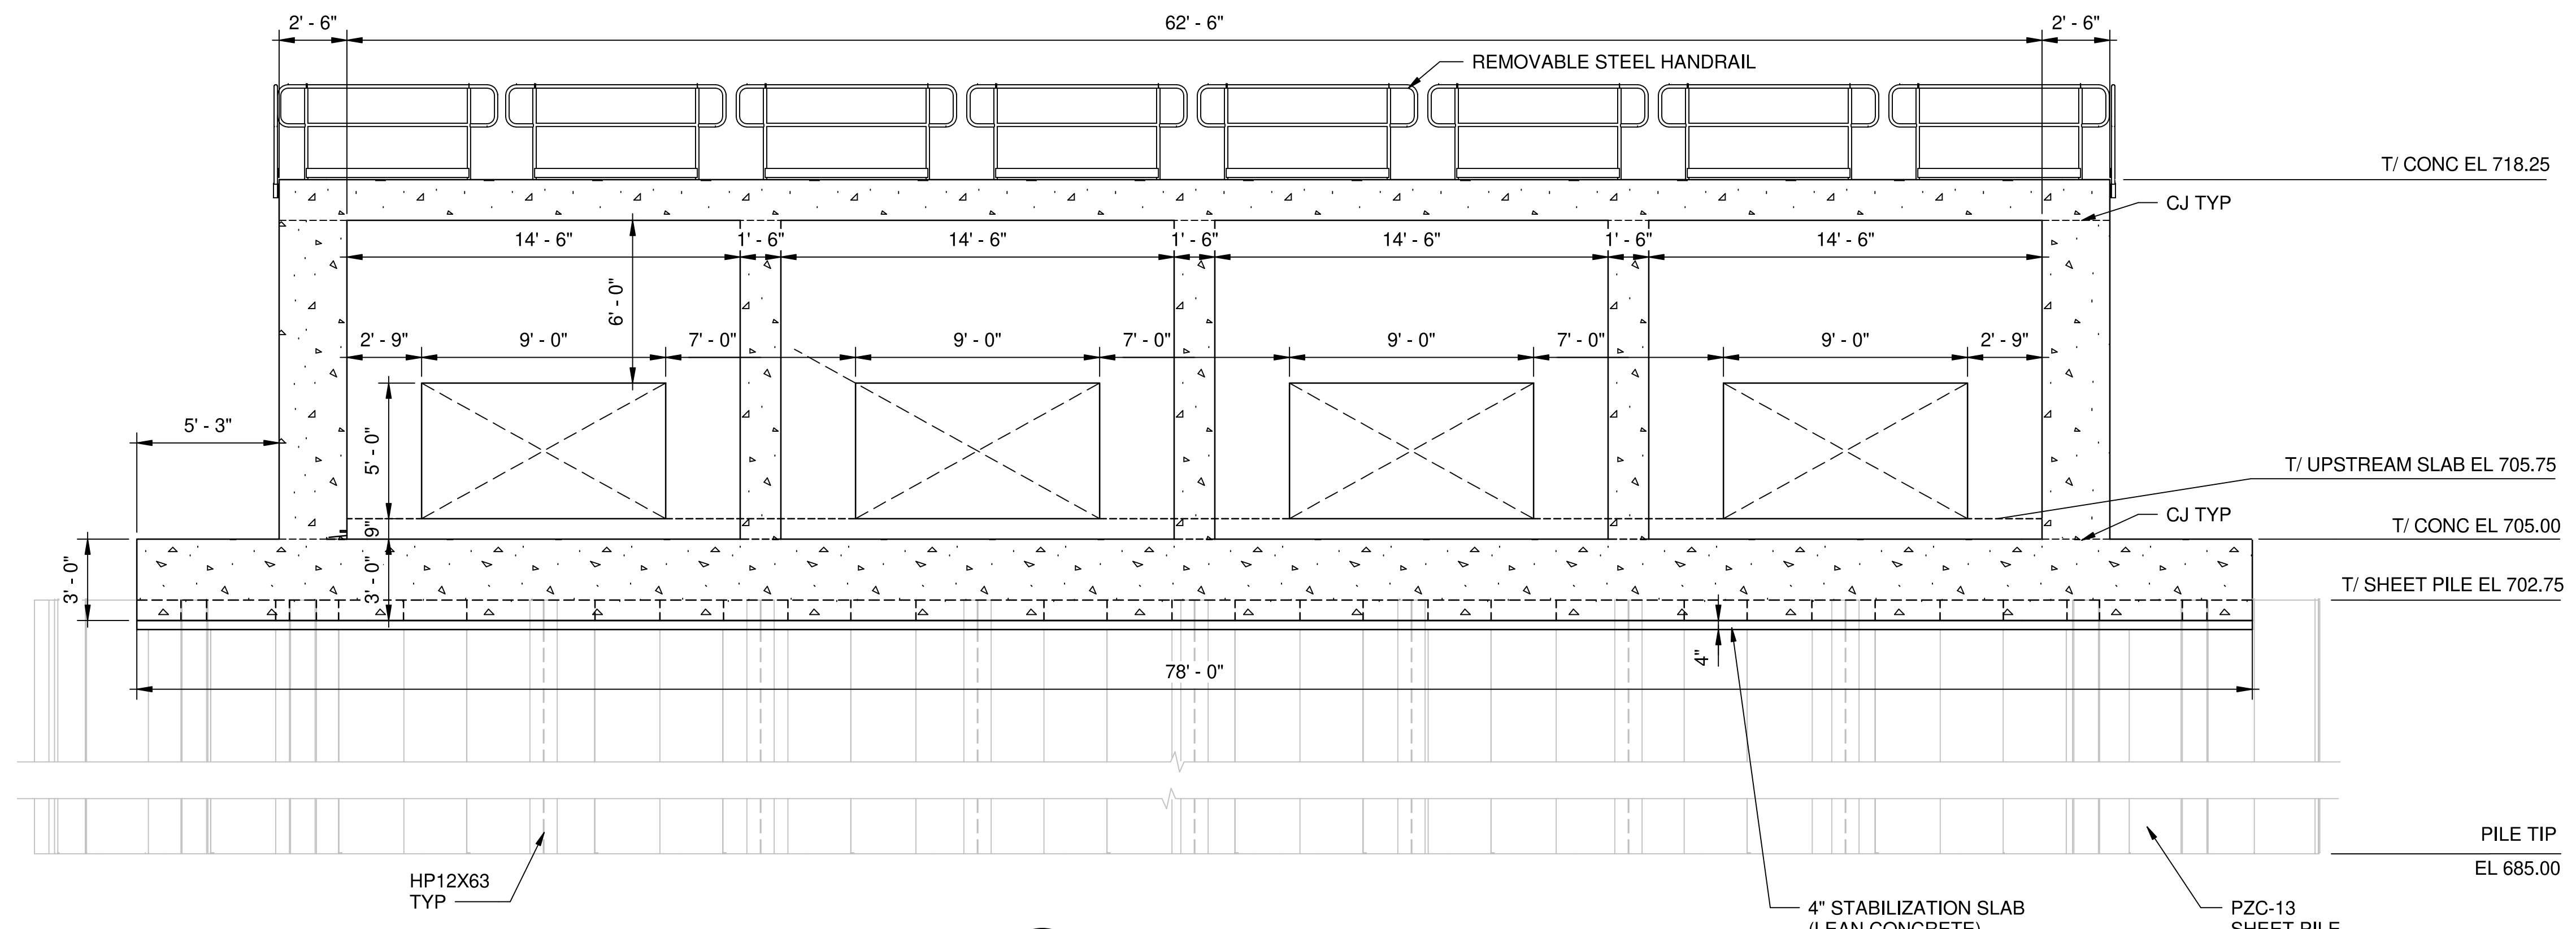 2' - 6"
62' - 6"
2' - 6"
REMOVABLE STEEL HANDRAIL
T/ CONC EL 718.25
CJ TYP
14' - 6"
1' - 6"
14' - 6"
1' - 6"
14' - 6"
1' - 6"
14' - 6"
6' - 0"
2' - 9"
9' - 0"
7' - 0"
9' - 0"
7' - 0"
9' - 0"
7' - 0"
9' - 0"
2' - 9"
5' - 3"
5' - 0"
T/ UPSTREAM SLAB EL 705.75
CJ TYP
9"
T/ CONC EL 705.00
3' - 0"
3' - 0"
T/ SHEET PILE EL 702.75
4"
78' - 0"
PILE TIP
EL 685.00
HP12X63
TYP
4" STABILIZATION SLAB
(LEAN CONCRETE)
PZC-13
SHEET PILE